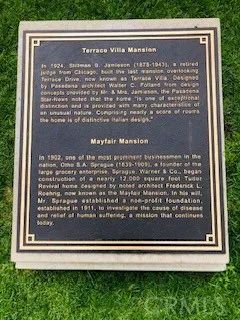 Terrace Villa Mansion
In 1924, Stillman B. Jamieson (1878-1943), a retired
judge from Chicago, built the last mansion overlooking
Terrace Drive, now known as Terrace Villa. Designed
by Pasadena architect Walter C. Folland from design
concepts provided by Mr. & Mrs. Jamieson, the Pasadena
Star-News noted that the home "is one of exceptional
distinction and is provided with many characteristics of
an unusual nature. Comprising nearly a score of rooms
the home is of distinctive Italian design."
Mayfair Mansion
In 1902, one of the most prominent businessmen in the
nation, Otho S.A. Sprague (1839-1909), a founder of the
large grocery enterprise, Sprague, Warner & Co., began
construction of a nearly 12,000 square foot Tudor
Revival home designed by noted architect Frederick L.
Roehrig, now known as the Mayfair Mansion. In his will,
Mr. Sprague established a non-profit foundation,
established in 1911, to investigate the cause of disease
and relief of human suffering, a mission that continues
today.
CRMLS